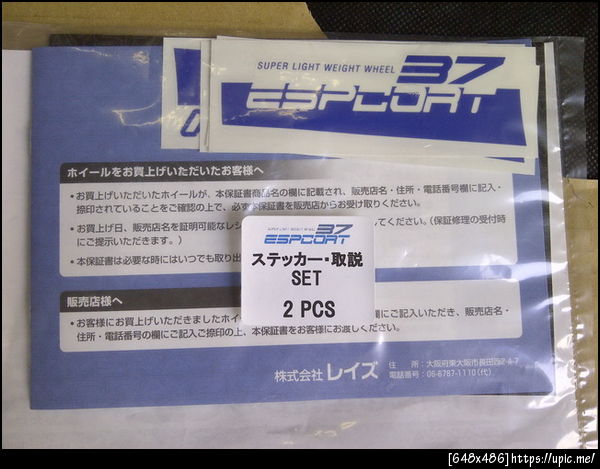 SUPER LIGHT WEIGHT WHEEL 37
ESPCORT
ホイールをお買上げいただいたお客様へ
・お買上げいただいたホイールが、本保証書商品名の欄に記載され、販売店名・住所・電話番号欄に記入・
捺印されていることをご確認の上で、必ず本保証書を販売店からお受け取りください。
・お買上げ日、販売店名を証明可能なレシ
てください。(保証修理の受付時
にご提示いただきます。)
・本保証書は必要な時にはいつでも取り出
SUPER LIGHT WEIGHT WHEEL 37
ESPCORT
ステッカー・取説
SET
2 PCS
販売店様へ
・お客様にお買上げいただきましたホイー
欄にご記入いただき、販売店名・
住所・電話番号の欄にご記入ご捺印の上、本保証書をお客様にお渡しください。
株式会社 レイズ
住 所:大阪府東大阪市長田西2-4-7
電話番号:06-6787-1110(代)
[648x486]https://upic.me/